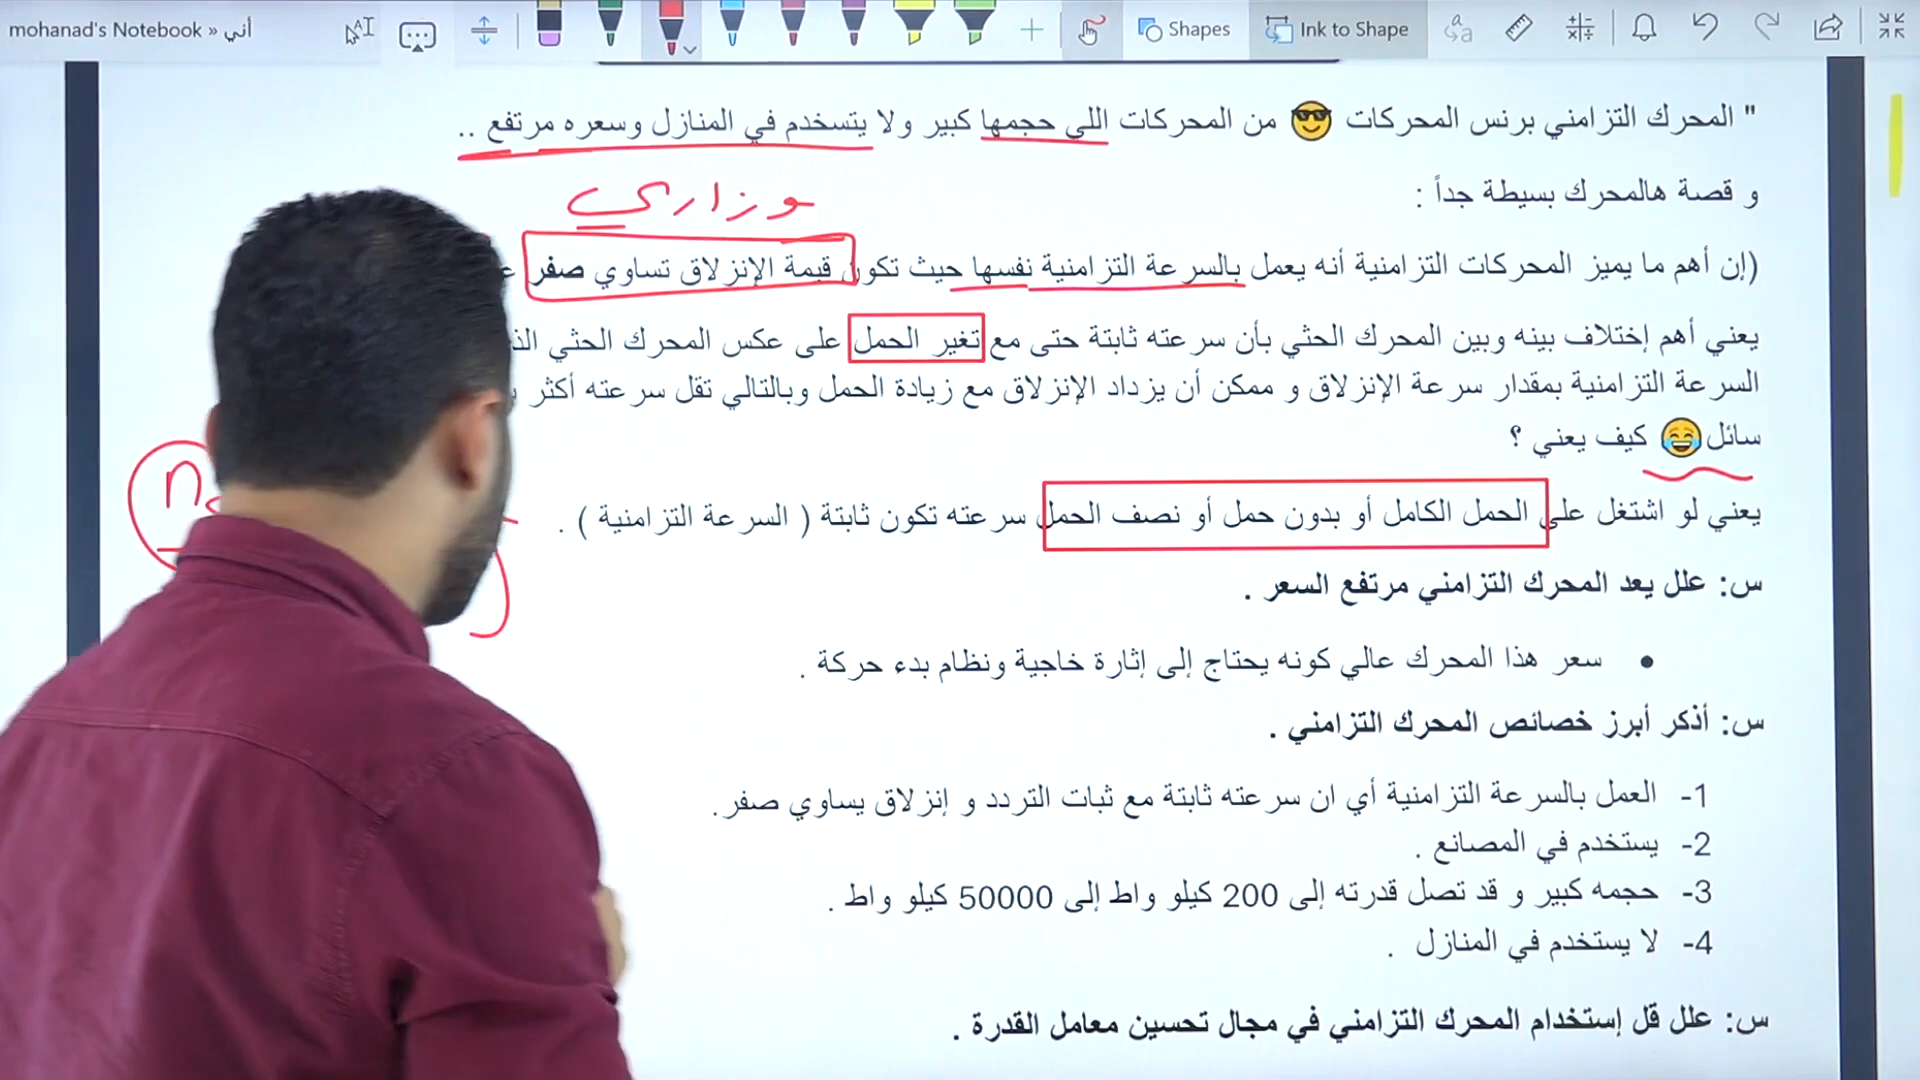 mohanad's Notebook » أني
Shapes
Ink to Shape
" المحرك التزامني برنس المحركات 😎 من المحركات اللي حجمها كبير ولا يتسخدم في المنازل وسعره مرتفع ..
و قصة هالمحرك بسيطة جداً :
وزاري
(إن أهم ما يميز المحركات التزامنية أنه يعمل بالسرعة التزامنية نفسها حيث تكون قيمة الإنزلاق تساوي صفر
يعني أهم إختلاف بينه وبين المحرك الحثي بأن سرعته ثابتة حتى مع تغير الحمل على عكس المحرك الحثي
السرعة التزامنية بمقدار سرعة الإنزلاق و ممكن أن يزداد الإنزلاق مع زيادة الحمل وبالتالي تقل سرعته أكثر
سائل 😂 كيف يعني ؟
يعني لو اشتغل على الحمل الكامل أو بدون حمل أو نصف الحمل سرعته تكون ثابتة ( السرعة التزامنية ) .
س: علل يعد المحرك التزامني مرتفع السعر .
• سعر هذا المحرك عالي كونه يحتاج إلى إثارة خاجية ونظام بدء حركة .
س: أذكر أبرز خصائص المحرك التزامني .
1- العمل بالسرعة التزامنية أي ان سرعته ثابتة مع ثبات التردد و إنزلاق يساوي صفر.
2- يستخدم في المصانع .
3- حجمه كبير و قد تصل قدرته إلى 200 كيلو واط إلى 50000 كيلو واط .
4- لا يستخدم في المنازل .
س: علل قل إستخدام المحرك التزامني في مجال تحسين معامل القدرة .